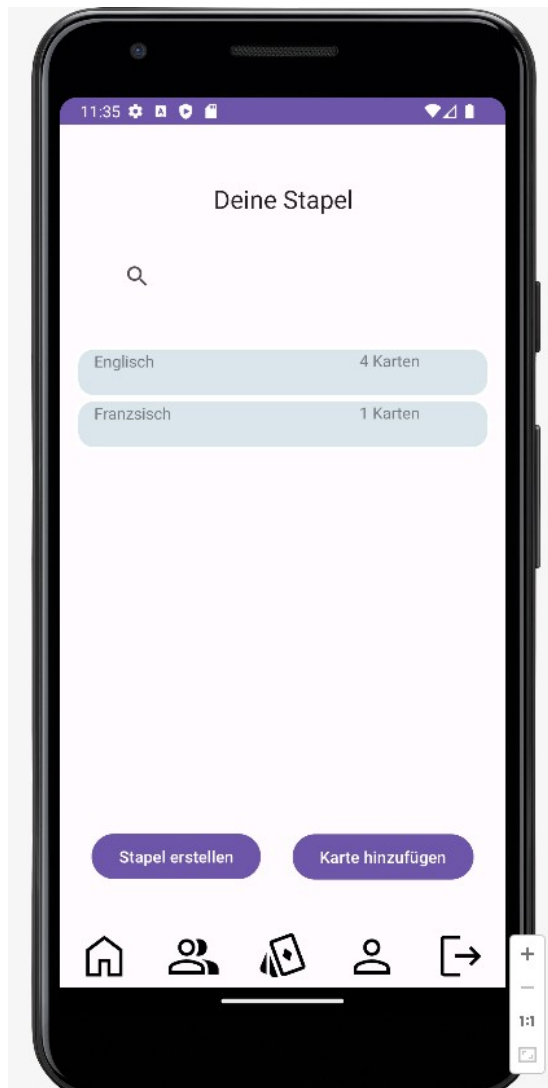 11:35
Deine Stapel
Englisch 4 Karten
Franzsisch 1 Karten
Stapel erstellen Karte hinzufügen
1:1